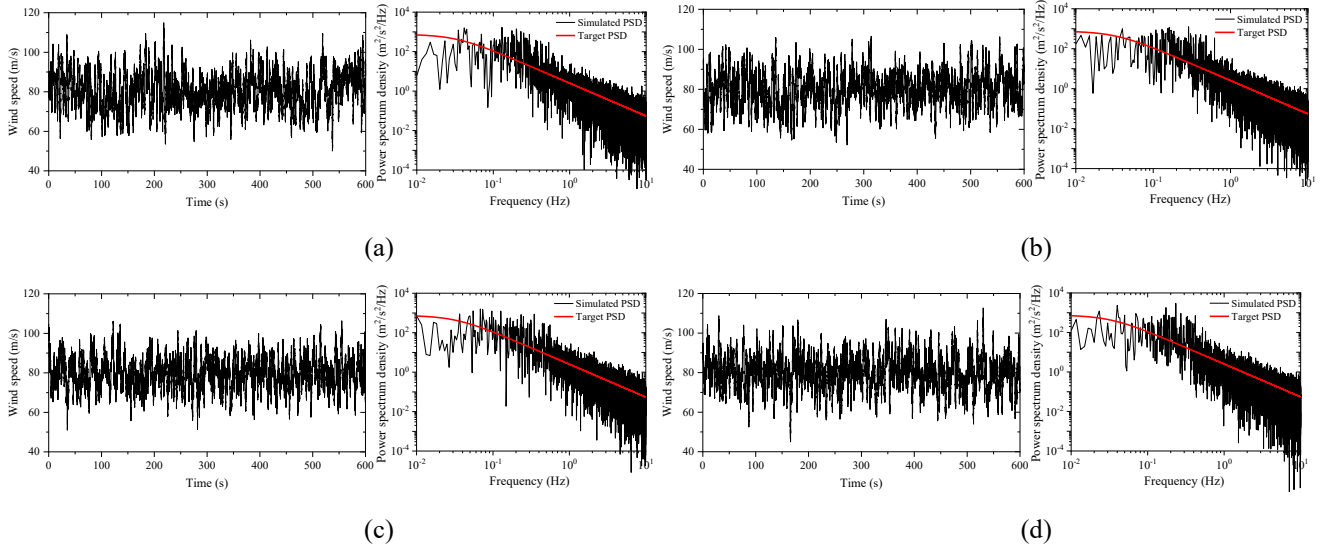 120
100
80
60
40
0 100 200 300 400 500 600
Wind speed (m/s)
Time (s)
10⁴
10²
10⁰
10⁻²
10⁻⁴
10⁻² 10⁻¹ 10⁰ 10¹
Power spectrum density (m²/s²/Hz)
Frequency (Hz)
Simulated PSD
Target PSD
(a)
120
100
80
60
40
0 100 200 300 400 500 600
Wind speed (m/s)
Time (s)
10⁴
10²
10⁰
10⁻²
10⁻⁴
10⁻² 10⁻¹ 10⁰ 10¹
Power spectrum density (m²/s²/Hz)
Frequency (Hz)
Simulated PSD
Target PSD
(b)
120
100
80
60
40
0 100 200 300 400 500 600
Wind speed (m/s)
Time (s)
10⁴
10²
10⁰
10⁻²
10⁻⁴
10⁻² 10⁻¹ 10⁰ 10¹
Power spectrum density (m²/s²/Hz)
Frequency (Hz)
Simulated PSD
Target PSD
(c)
120
100
80
60
40
0 100 200 300 400 500 600
Wind speed (m/s)
Time (s)
10⁴
10²
10⁰
10⁻²
10⁻⁴
10⁻² 10⁻¹ 10⁰ 10¹
Power spectrum density (m²/s²/Hz)
Frequency (Hz)
Simulated PSD
Target PSD
(d)